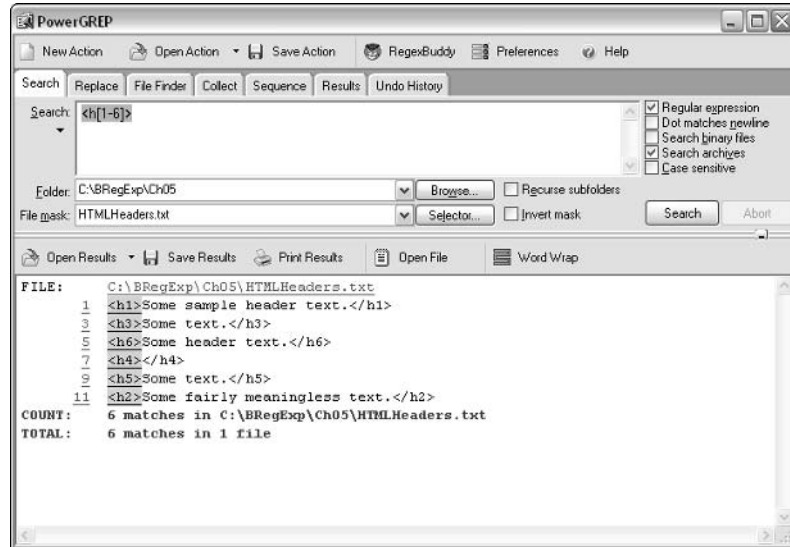 PowerGREP
New Action Open Action Save Action RegexBuddy Preferences Help
Search Replace File Finder Collect Sequence Results Undo History
Search: <h[1-6]>
Regular expression
Dot matches newline
Search binary files
Search archives
Case sensitive
Folder: C:\BRegExp\Ch05 Browse... Recurse subfolders
File mask: HTMLHeaders.txt Selector... Invert mask Search Abort
Open Results Save Results Print Results Open File Word Wrap
FILE: C:\BRegExp\Ch05\HTMLHeaders.txt
1 <h1>Some sample header text.</h1>
3 <h3>Some text.</h3>
5 <h6>Some header text.</h6>
7 <h4></h4>
9 <h5>Some text.</h5>
11 <h2>Some fairly meaningless text.</h2>
COUNT: 6 matches in C:\BRegExp\Ch05\HTMLHeaders.txt
TOTAL: 6 matches in 1 file